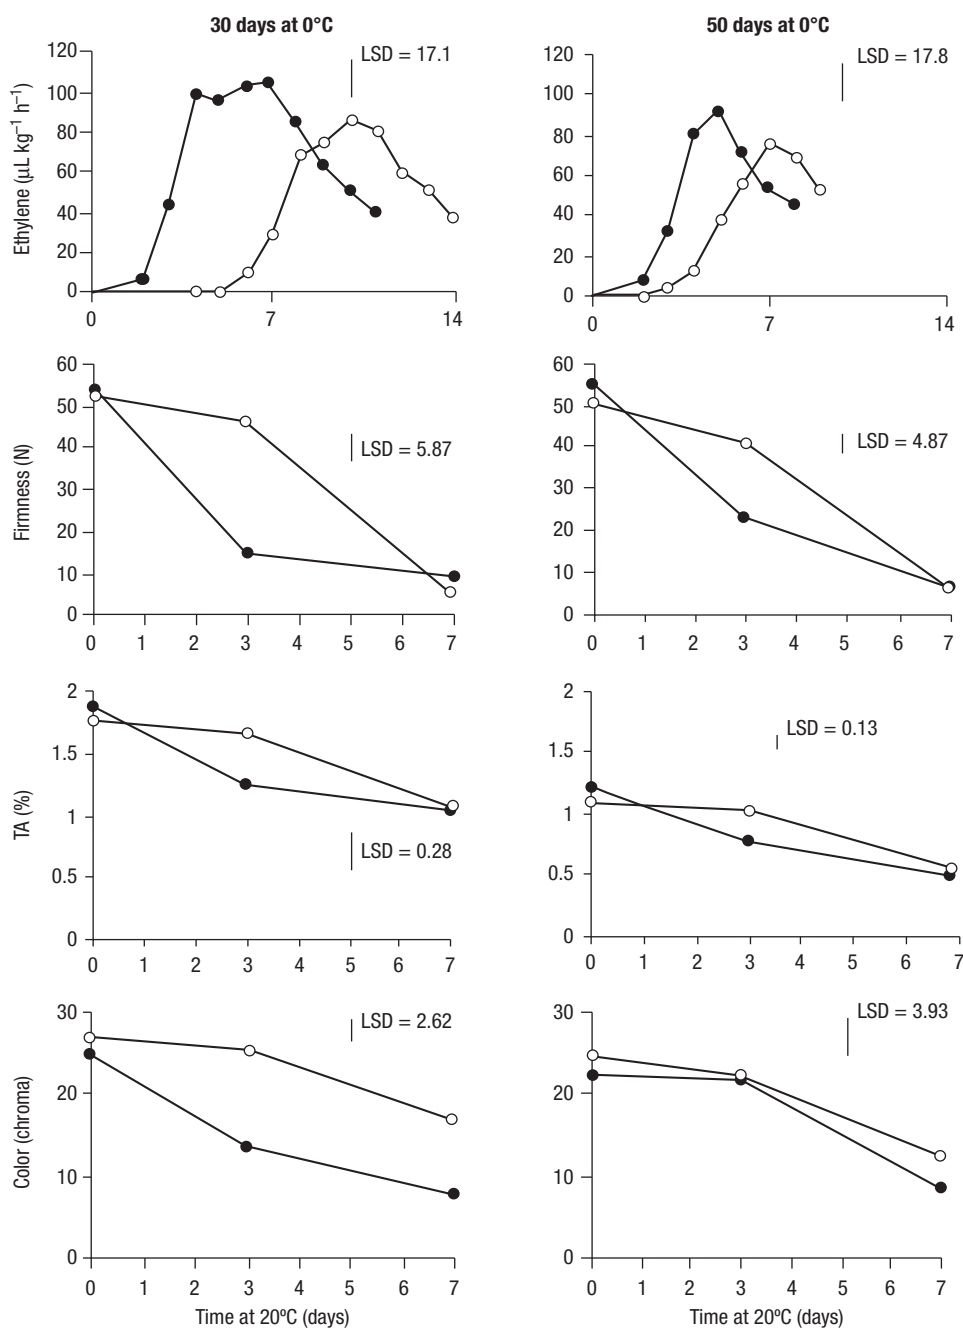 30 days at 0°C
50 days at 0°C
Ethylene (µL kg⁻¹ h⁻¹)
120
100
80
60
40
20
0
0
7
14
LSD = 17.1
120
100
80
60
40
20
0
0
7
14
LSD = 17.8
Firmness (N)
60
50
40
30
20
10
0
0 1 2 3 4 5 6 7
LSD = 5.87
60
50
40
30
20
10
0
0 1 2 3 4 5 6 7
LSD = 4.87
TA (%)
2
1.5
1
0.5
0
0 1 2 3 4 5 6 7
LSD = 0.28
2
1.5
1
0.5
0
0 1 2 3 4 5 6 7
LSD = 0.13
Color (chroma)
30
20
10
0
0 1 2 3 4 5 6 7
LSD = 2.62
Time at 20ºC (days)
30
20
10
0
0 1 2 3 4 5 6 7
LSD = 3.93
Time at 20ºC (days)